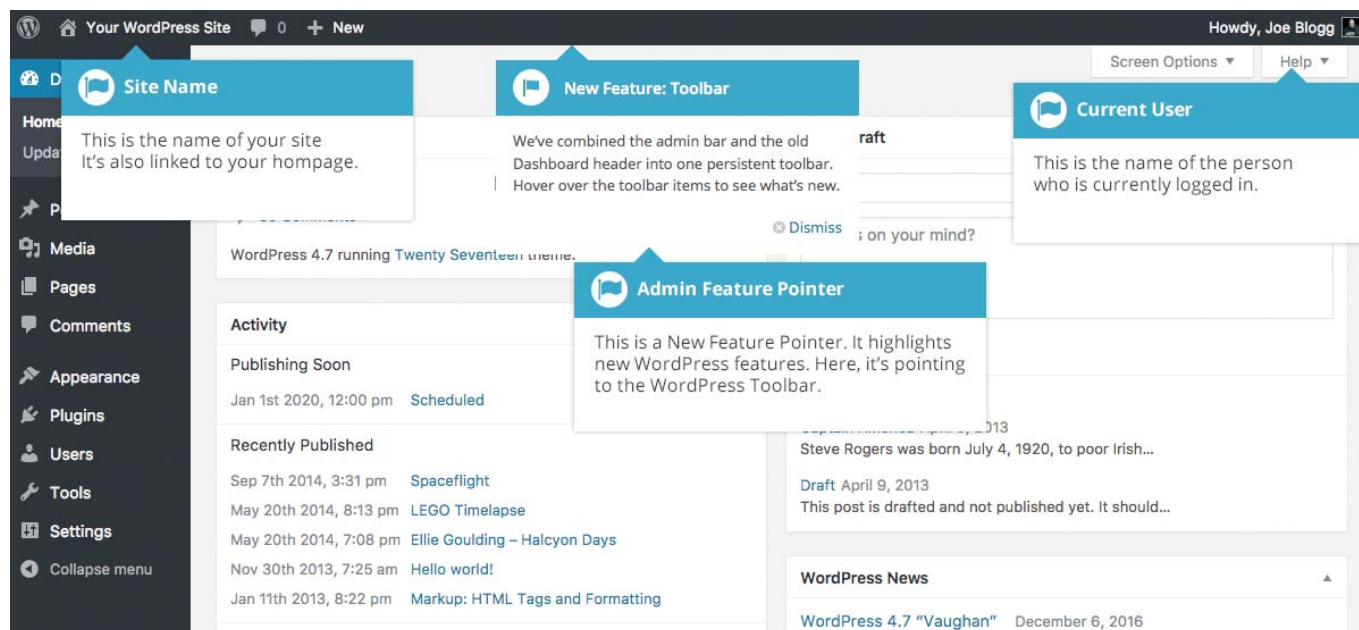 Your WordPress Site 0 + New Howdy, Joe Blogg
Screen Options Help
Home
Site Name
This is the name of your site
It's also linked to your hompage.
New Feature: Toolbar
We've combined the admin bar and the old
Dashboard header into one persistent toolbar.
Hover over the toolbar items to see what's new.
Dismiss
Current User
This is the name of the person
who is currently logged in.
Admin Feature Pointer
This is a New Feature Pointer. It highlights
new WordPress features. Here, it's pointing
to the WordPress Toolbar.
Media
Pages
Comments
Appearance
Plugins
Users
Tools
Settings
Collapse menu
WordPress 4.7 running Twenty Seventeen theme.
Activity
Publishing Soon
Jan 1st 2020, 12:00 pm Scheduled
Recently Published
Sep 7th 2014, 3:31 pm Spaceflight
May 20th 2014, 8:13 pm LEGO Timelapse
May 20th 2014, 7:08 pm Ellie Goulding – Halcyon Days
Nov 30th 2013, 7:25 am Hello world!
Jan 11th 2013, 8:22 pm Markup: HTML Tags and Formatting
raft
on your mind?
2013
Steve Rogers was born July 4, 1920, to poor Irish...
Draft April 9, 2013
This post is drafted and not published yet. It should...
WordPress News
WordPress 4.7 "Vaughan" December 6, 2016